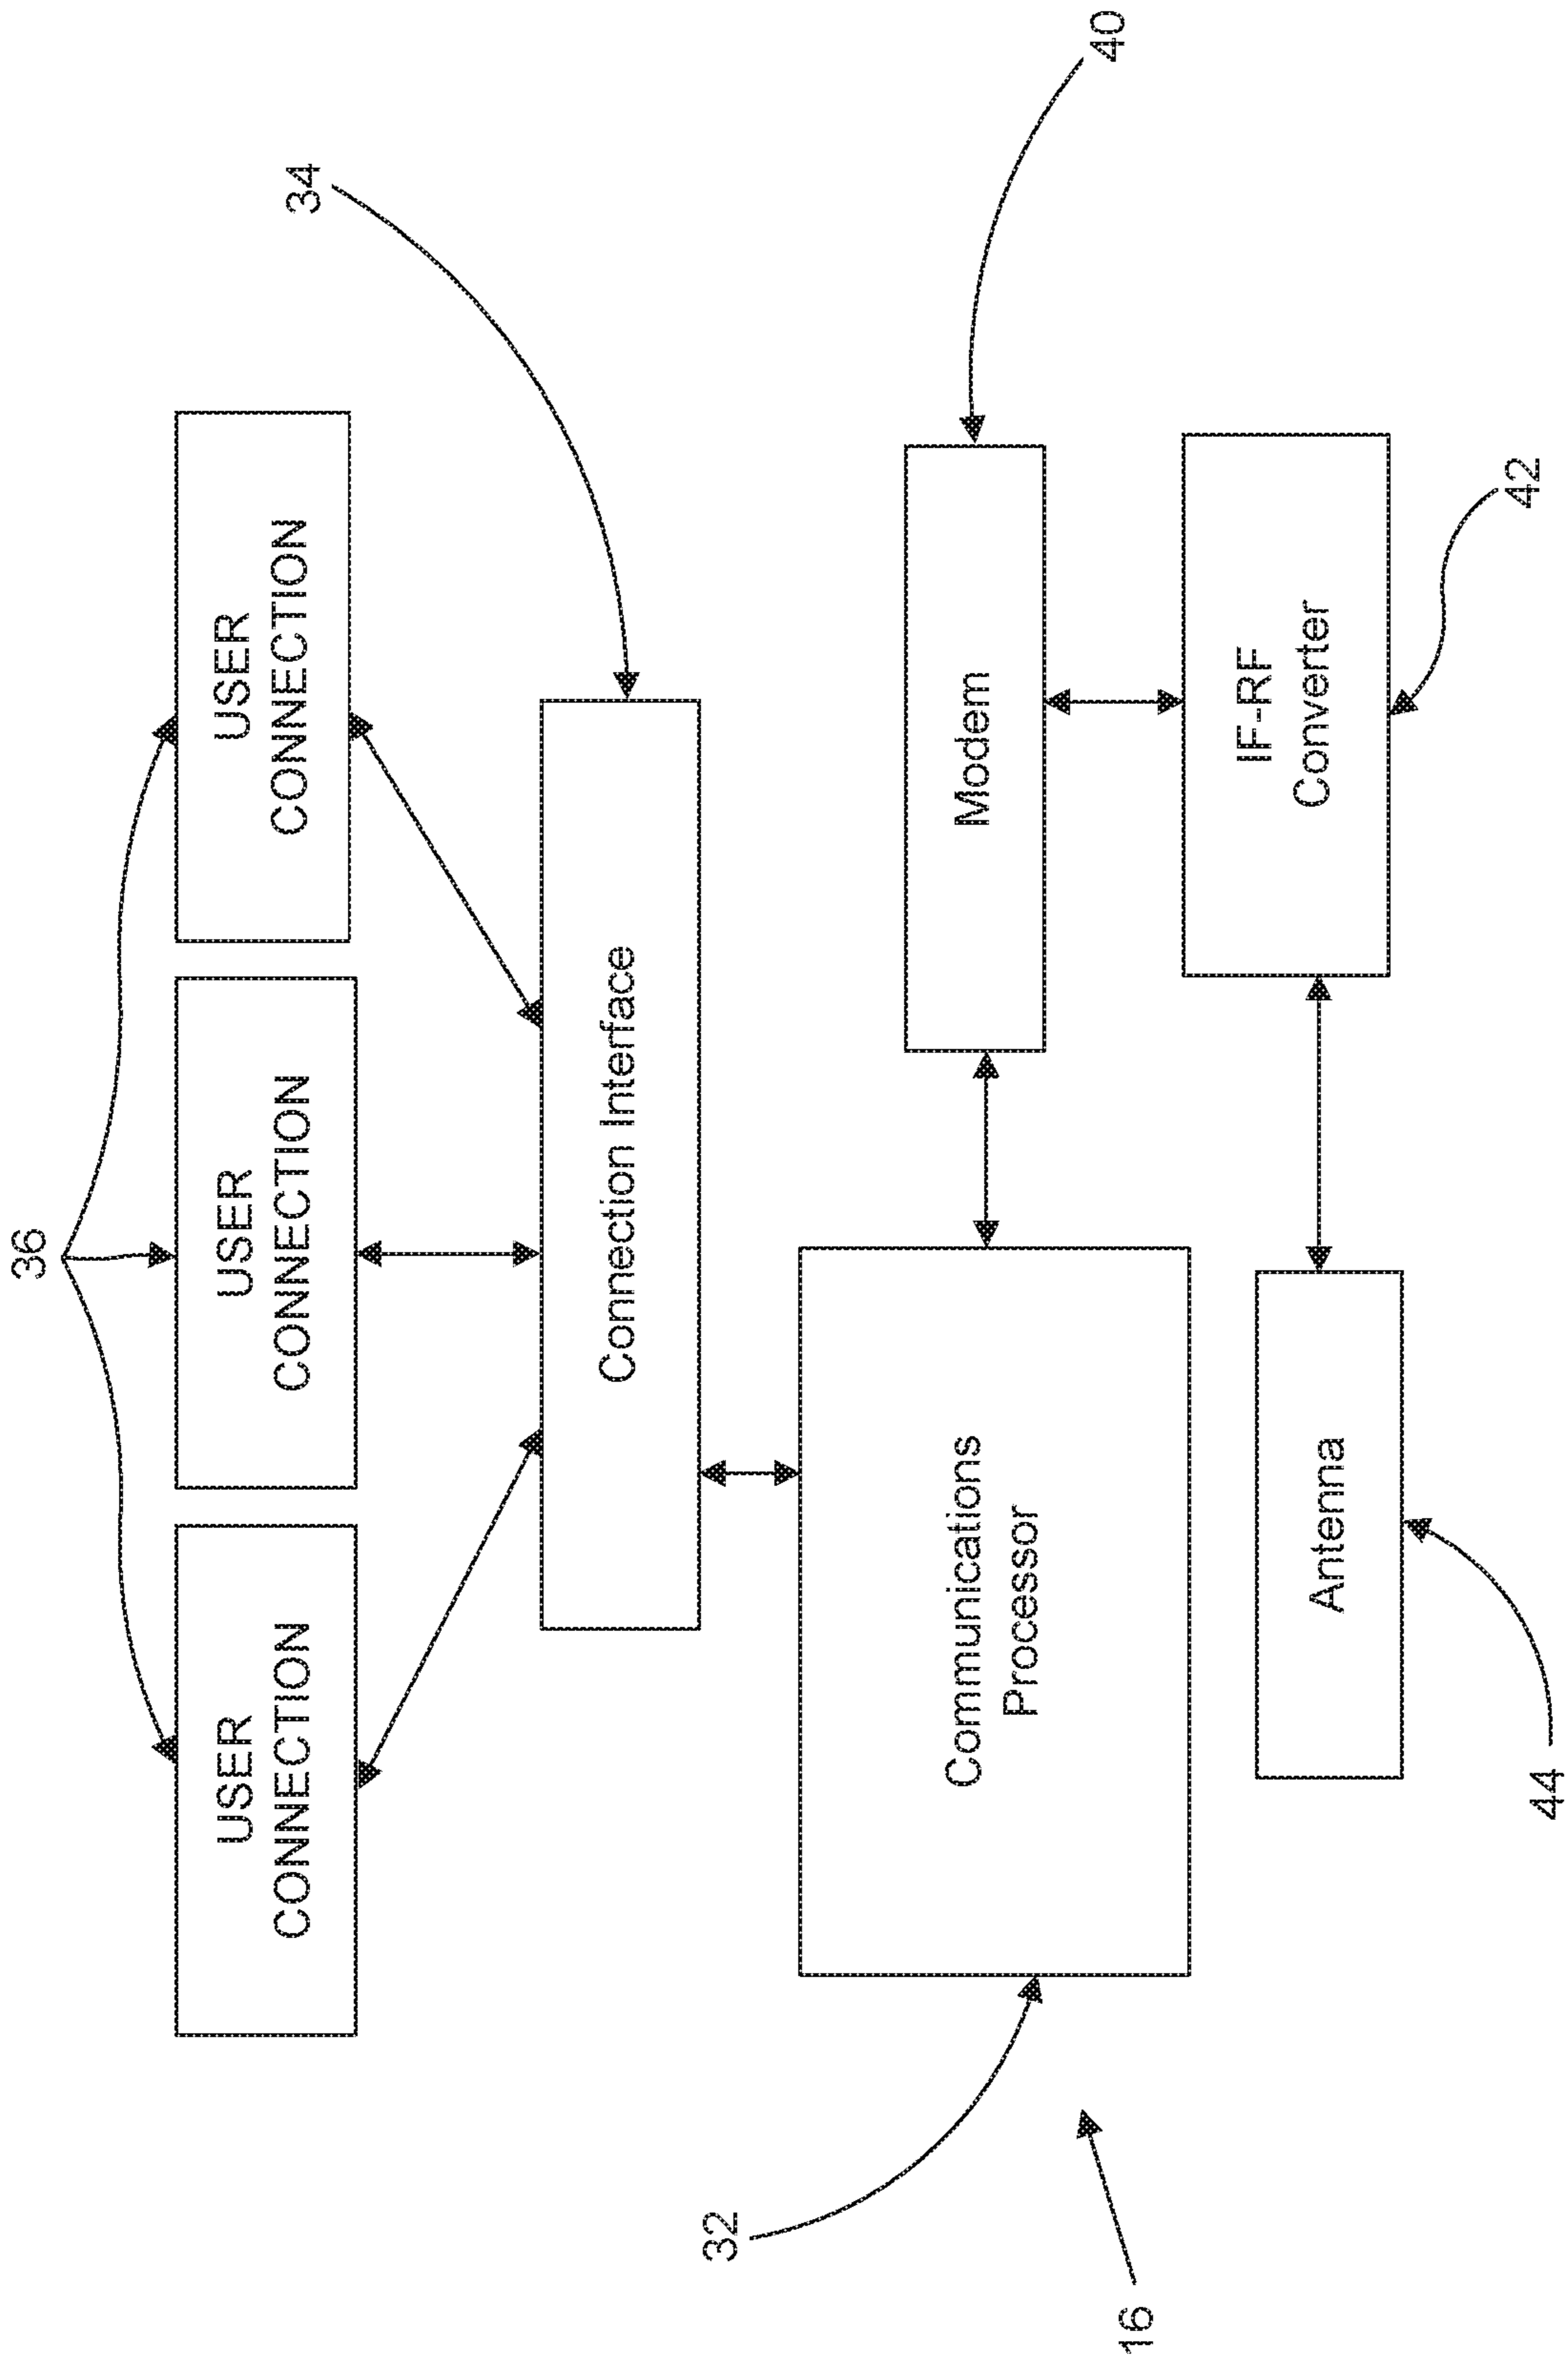 36
USER
CONNECTION
USER
CONNECTION
USER
CONNECTION
34
Connection Interface
32
Communications
Processor
Modem
40
16
Antenna
IF-RF
Converter
44
42